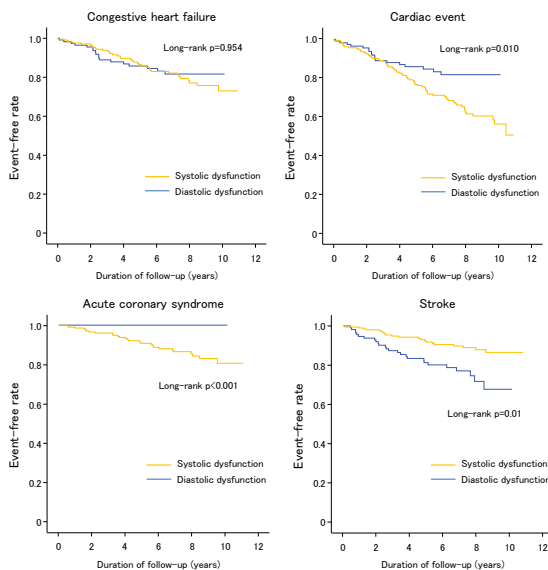 Congestive heart failure
Long-rank p=0.954
Event-free rate
1.0
0.8
0.6
0.4
0.2
0
Systolic dysfunction
Diastolic dysfunction
0 2 4 6 8 10 12
Duration of follow-up (years)
Cardiac event
Long-rank p=0.010
Event-free rate
1.0
0.8
0.6
0.4
0.2
0
Systolic dysfunction
Diastolic dysfunction
0 2 4 6 8 10 12
Duration of follow-up (years)
Acute coronary syndrome
Long-rank p<0.001
Event-free rate
1.0
0.8
0.6
0.4
0.2
0
Systolic dysfunction
Diastolic dysfunction
0 2 4 6 8 10 12
Duration of follow-up (years)
Stroke
Long-rank p=0.01
Event-free rate
1.0
0.8
0.6
0.4
0.2
0
Systolic dysfunction
Diastolic dysfunction
0 2 4 6 8 10 12
Duration of follow-up (years)